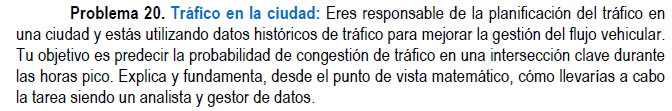 Problema 20. Tráfico en la ciudad: Eres responsable de la planificación del tráfico en
una ciudad y estás utilizando datos históricos de tráfico para mejorar la gestión del flujo vehicular.
Tu objetivo es predecir la probabilidad de congestión de tráfico en una intersección clave durante
las horas pico. Explica y fundamenta, desde el punto de vista matemático, cómo llevarías a cabo
la tarea siendo un analista y gestor de datos.